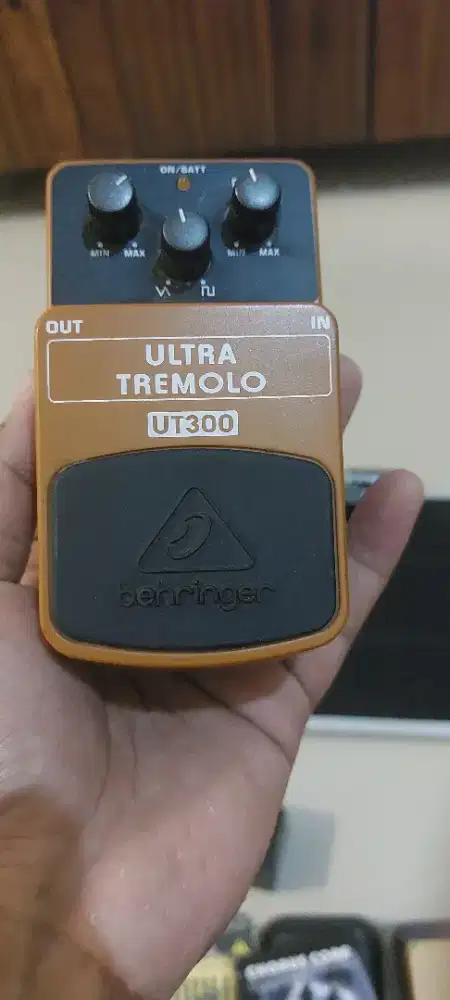 ON/BATT
MIN MAX
MIN MAX
OUT IN
ULTRA
TREMOLO
UT300
behringer